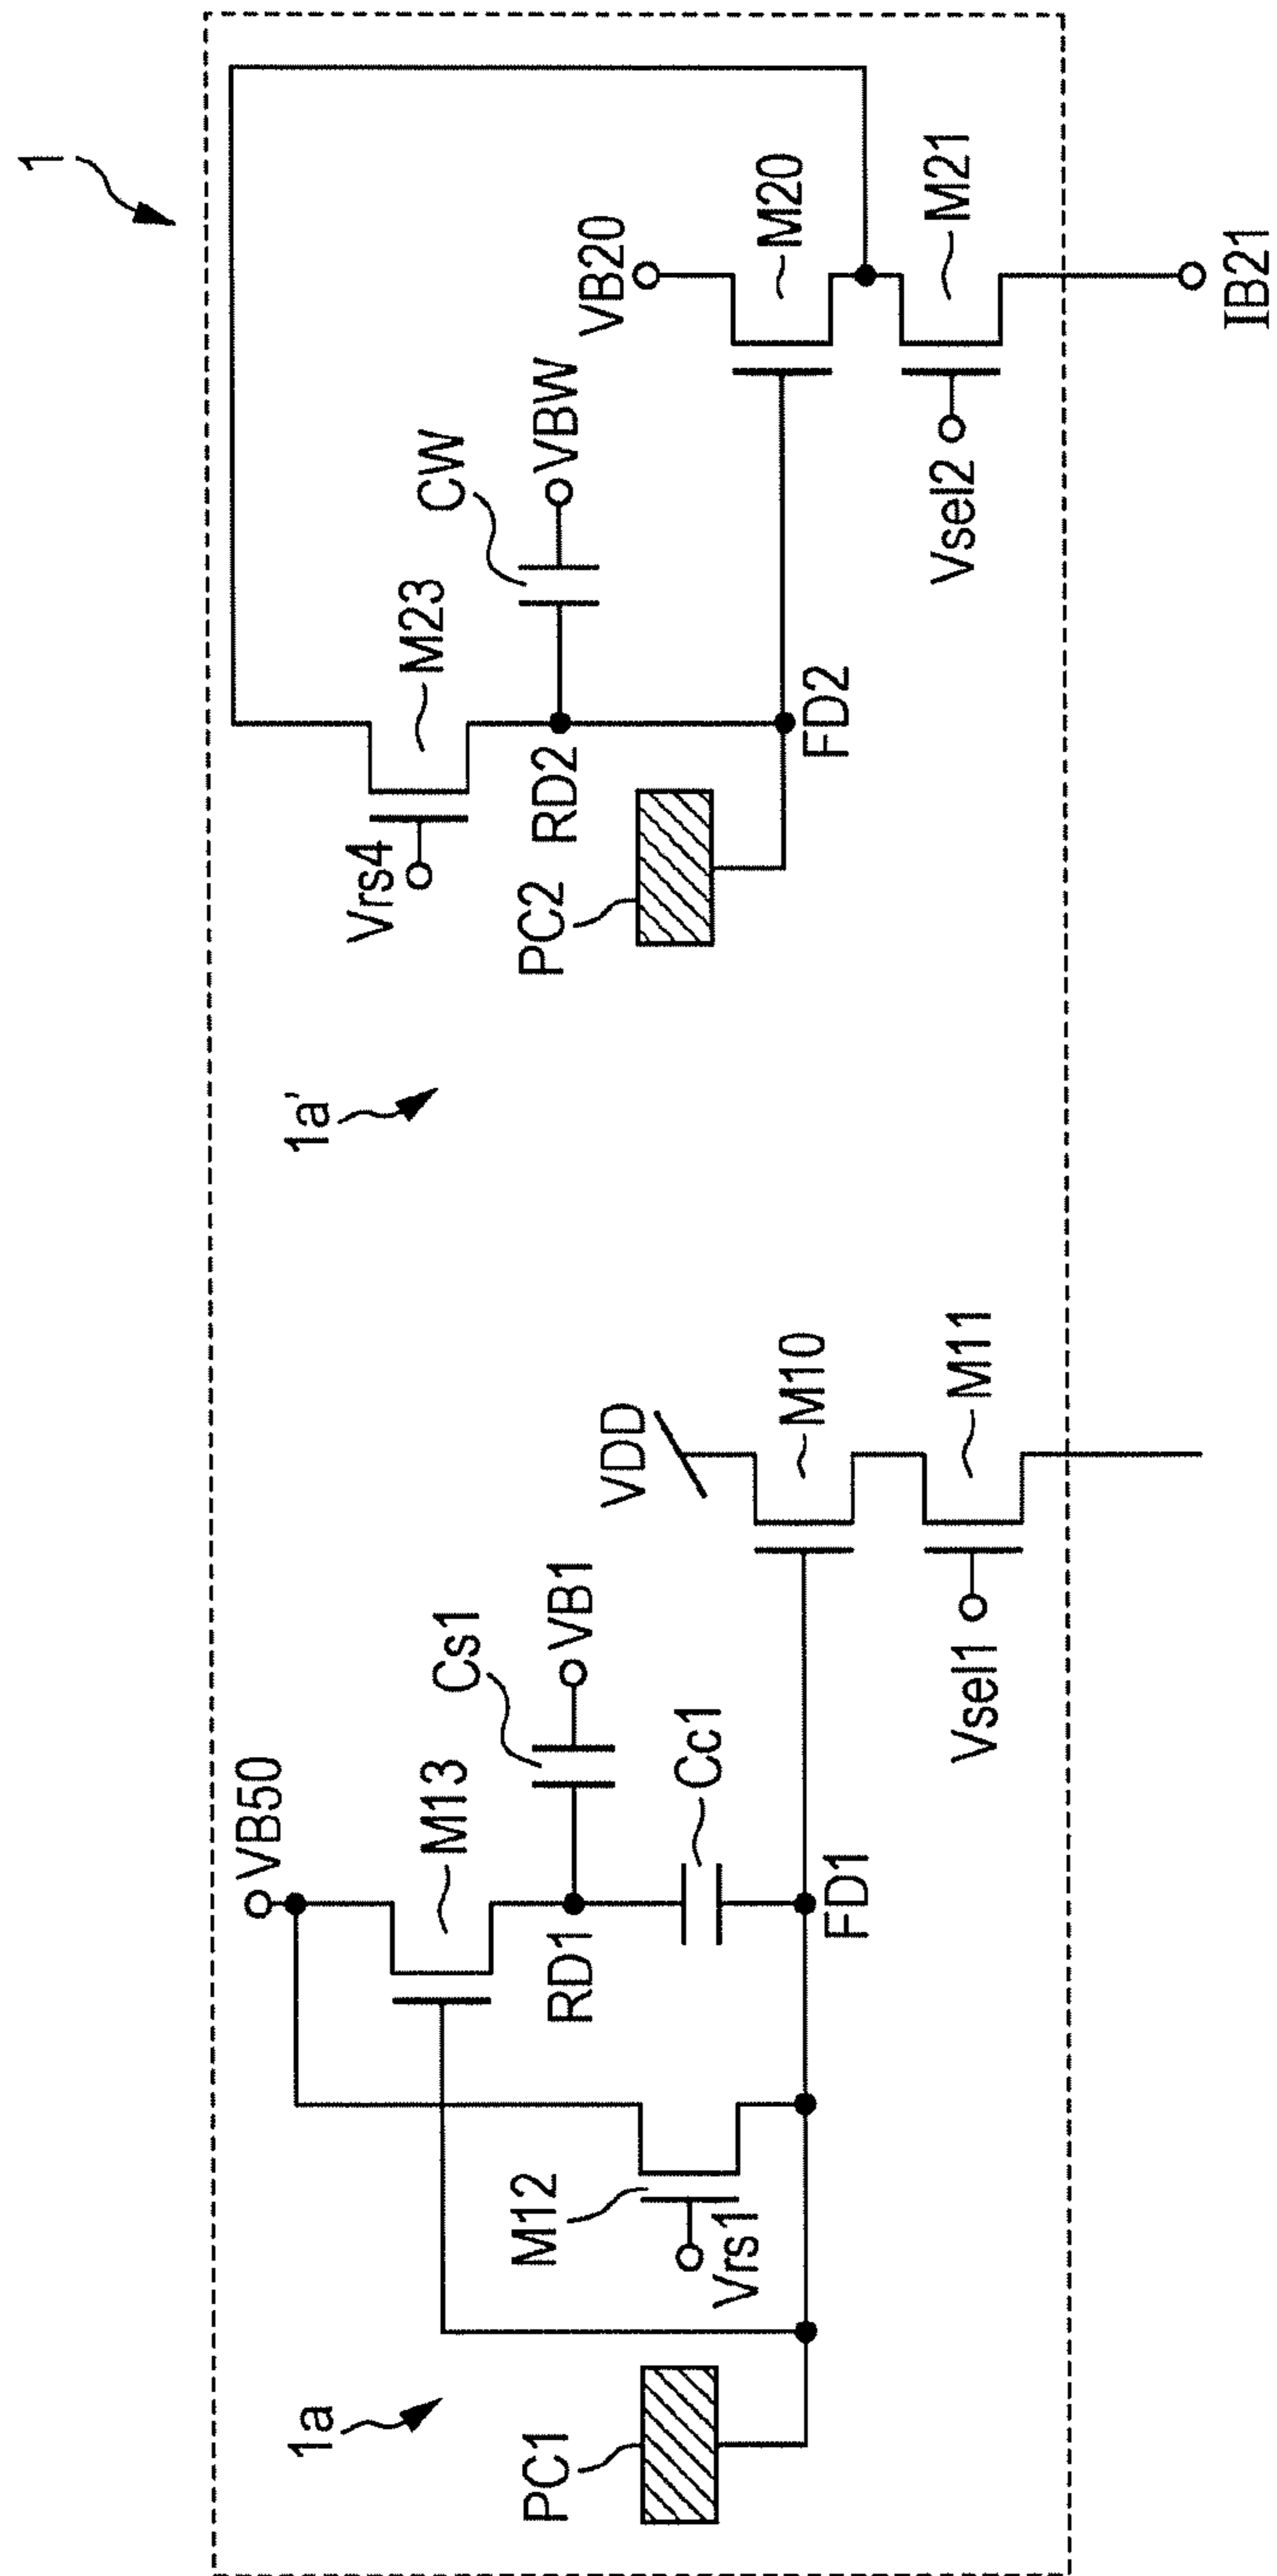 1
1a
VB50
M13
Cs1
VB1
RD1
Cc1
M12
Vrs1
PC1
FD1
VDD
M10
M11
Vsel1
1a'
Vrs4
M23
CW
VBW
RD2
PC2
FD2
VB20
M20
M21
Vsel2
IB21